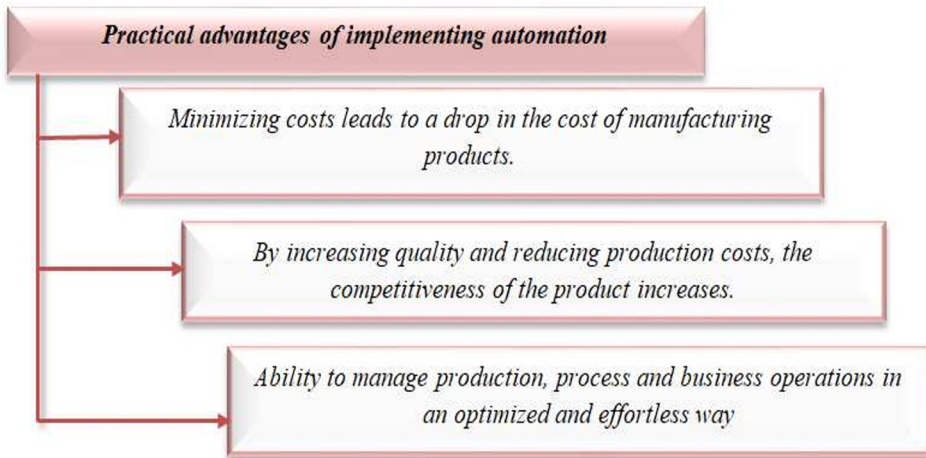 Practical advantages of implementing automation
Minimizing costs leads to a drop in the cost of manufacturing
products.
By increasing quality and reducing production costs, the
competitiveness of the product increases.
Ability to manage production, process and business operations in
an optimized and effortless way